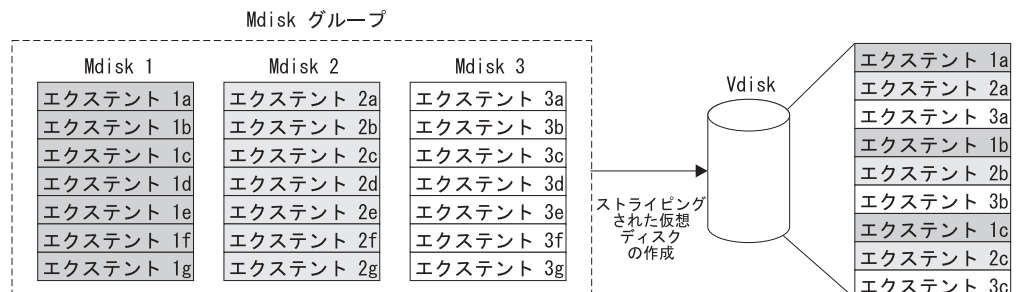 Mdisk グループ
Mdisk 1
エクステント 1a
エクステント 1b
エクステント 1c
エクステント 1d
エクステント 1e
エクステント 1f
エクステント 1g
Mdisk 2
エクステント 2a
エクステント 2b
エクステント 2c
エクステント 2d
エクステント 2e
エクステント 2f
エクステント 2g
Mdisk 3
エクステント 3a
エクステント 3b
エクステント 3c
エクステント 3d
エクステント 3e
エクステント 3f
エクステント 3g
ストライピング
された仮想
ディスク
の作成
Vdisk
エクステント 1a
エクステント 2a
エクステント 3a
エクステント 1b
エクステント 2b
エクステント 3b
エクステント 1c
エクステント 2c
エクステント 3c